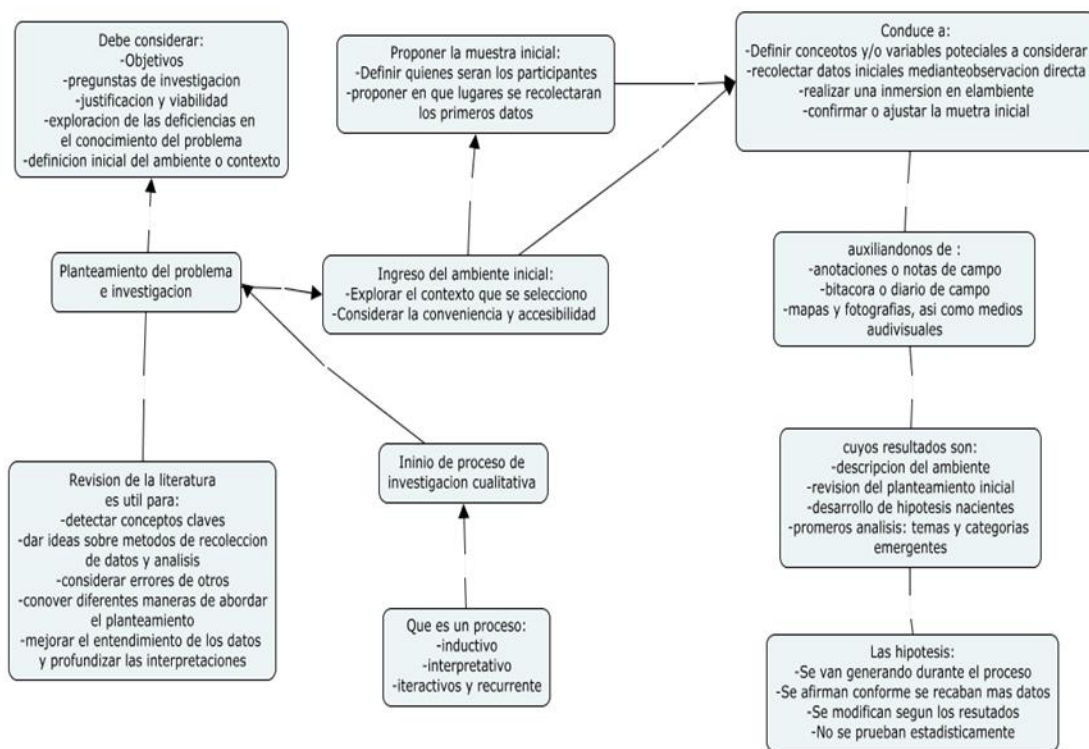 Debe considerar:
-Objetivos
-pregunstas de investigacion
-justificacion y viabilidad
-exploracion de las deficiencias en
el conocimiento del problema
-definicion inicial del ambiente o contexto
Proponer la muestra inicial:
-Definir quienes seran los participantes
-proponer en que lugares se recolectaran
los primeros datos
Conduce a:
-Definir conceotos y/o variables poteciales a considerar
-recolectar datos iniciales medianteobservacion directa
-realizar una inmersion en elambiente
-confirmar o ajustar la muetra inicial
Planteamiento del problema
e investigacion
Ingreso del ambiente inicial:
-Explorar el contexto que se selecciono
-Considerar la conveniencia y accesibilidad
auxiliandonos de :
-anotaciones o notas de campo
-bitacora o diario de campo
-mapas y fotografias, asi como medios
audivisuales
Revision de la literatura
es util para:
-detectar conceptos claves
-dar ideas sobre metodos de recoleccion
de datos y analisis
-considerar errores de otros
-conover diferentes maneras de abordar
el planteamiento
-mejorar el entendimiento de los datos
y profundizar las interpretaciones
Ininio de proceso de
investigacion cualitativa
cuyos resultados son:
-descripcion del ambiente
-revision del planteamiento inicial
-desarrollo de hipotesis nacientes
-promeros analisis: temas y categorias
emergentes
Que es un proceso:
-inductivo
-interpretativo
-iteractivos y recurrente
Las hipotesis:
-Se van generando durante el proceso
-Se afirman conforme se recaban mas datos
-Se modifican segun los resutados
-No se prueban estadisticamente